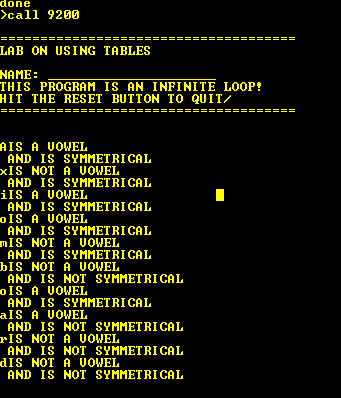 done
>call 9200
=====================================
LAB ON USING TABLES
NAME: _____________________
THIS PROGRAM IS AN INFINITE LOOP!
HIT THE RESET BUTTON TO QUIT/
=====================================
AIS A VOWEL
AND IS SYMMETRICAL
xIS NOT A VOWEL
AND IS SYMMETRICAL
iIS A VOWEL
AND IS SYMMETRICAL
oIS A VOWEL
AND IS SYMMETRICAL
mIS NOT A VOWEL
AND IS SYMMETRICAL
bIS NOT A VOWEL
AND IS NOT SYMMETRICAL
oIS A VOWEL
AND IS SYMMETRICAL
aIS A VOWEL
AND IS NOT SYMMETRICAL
rIS NOT A VOWEL
AND IS NOT SYMMETRICAL
dIS NOT A VOWEL
AND IS NOT SYMMETRICAL